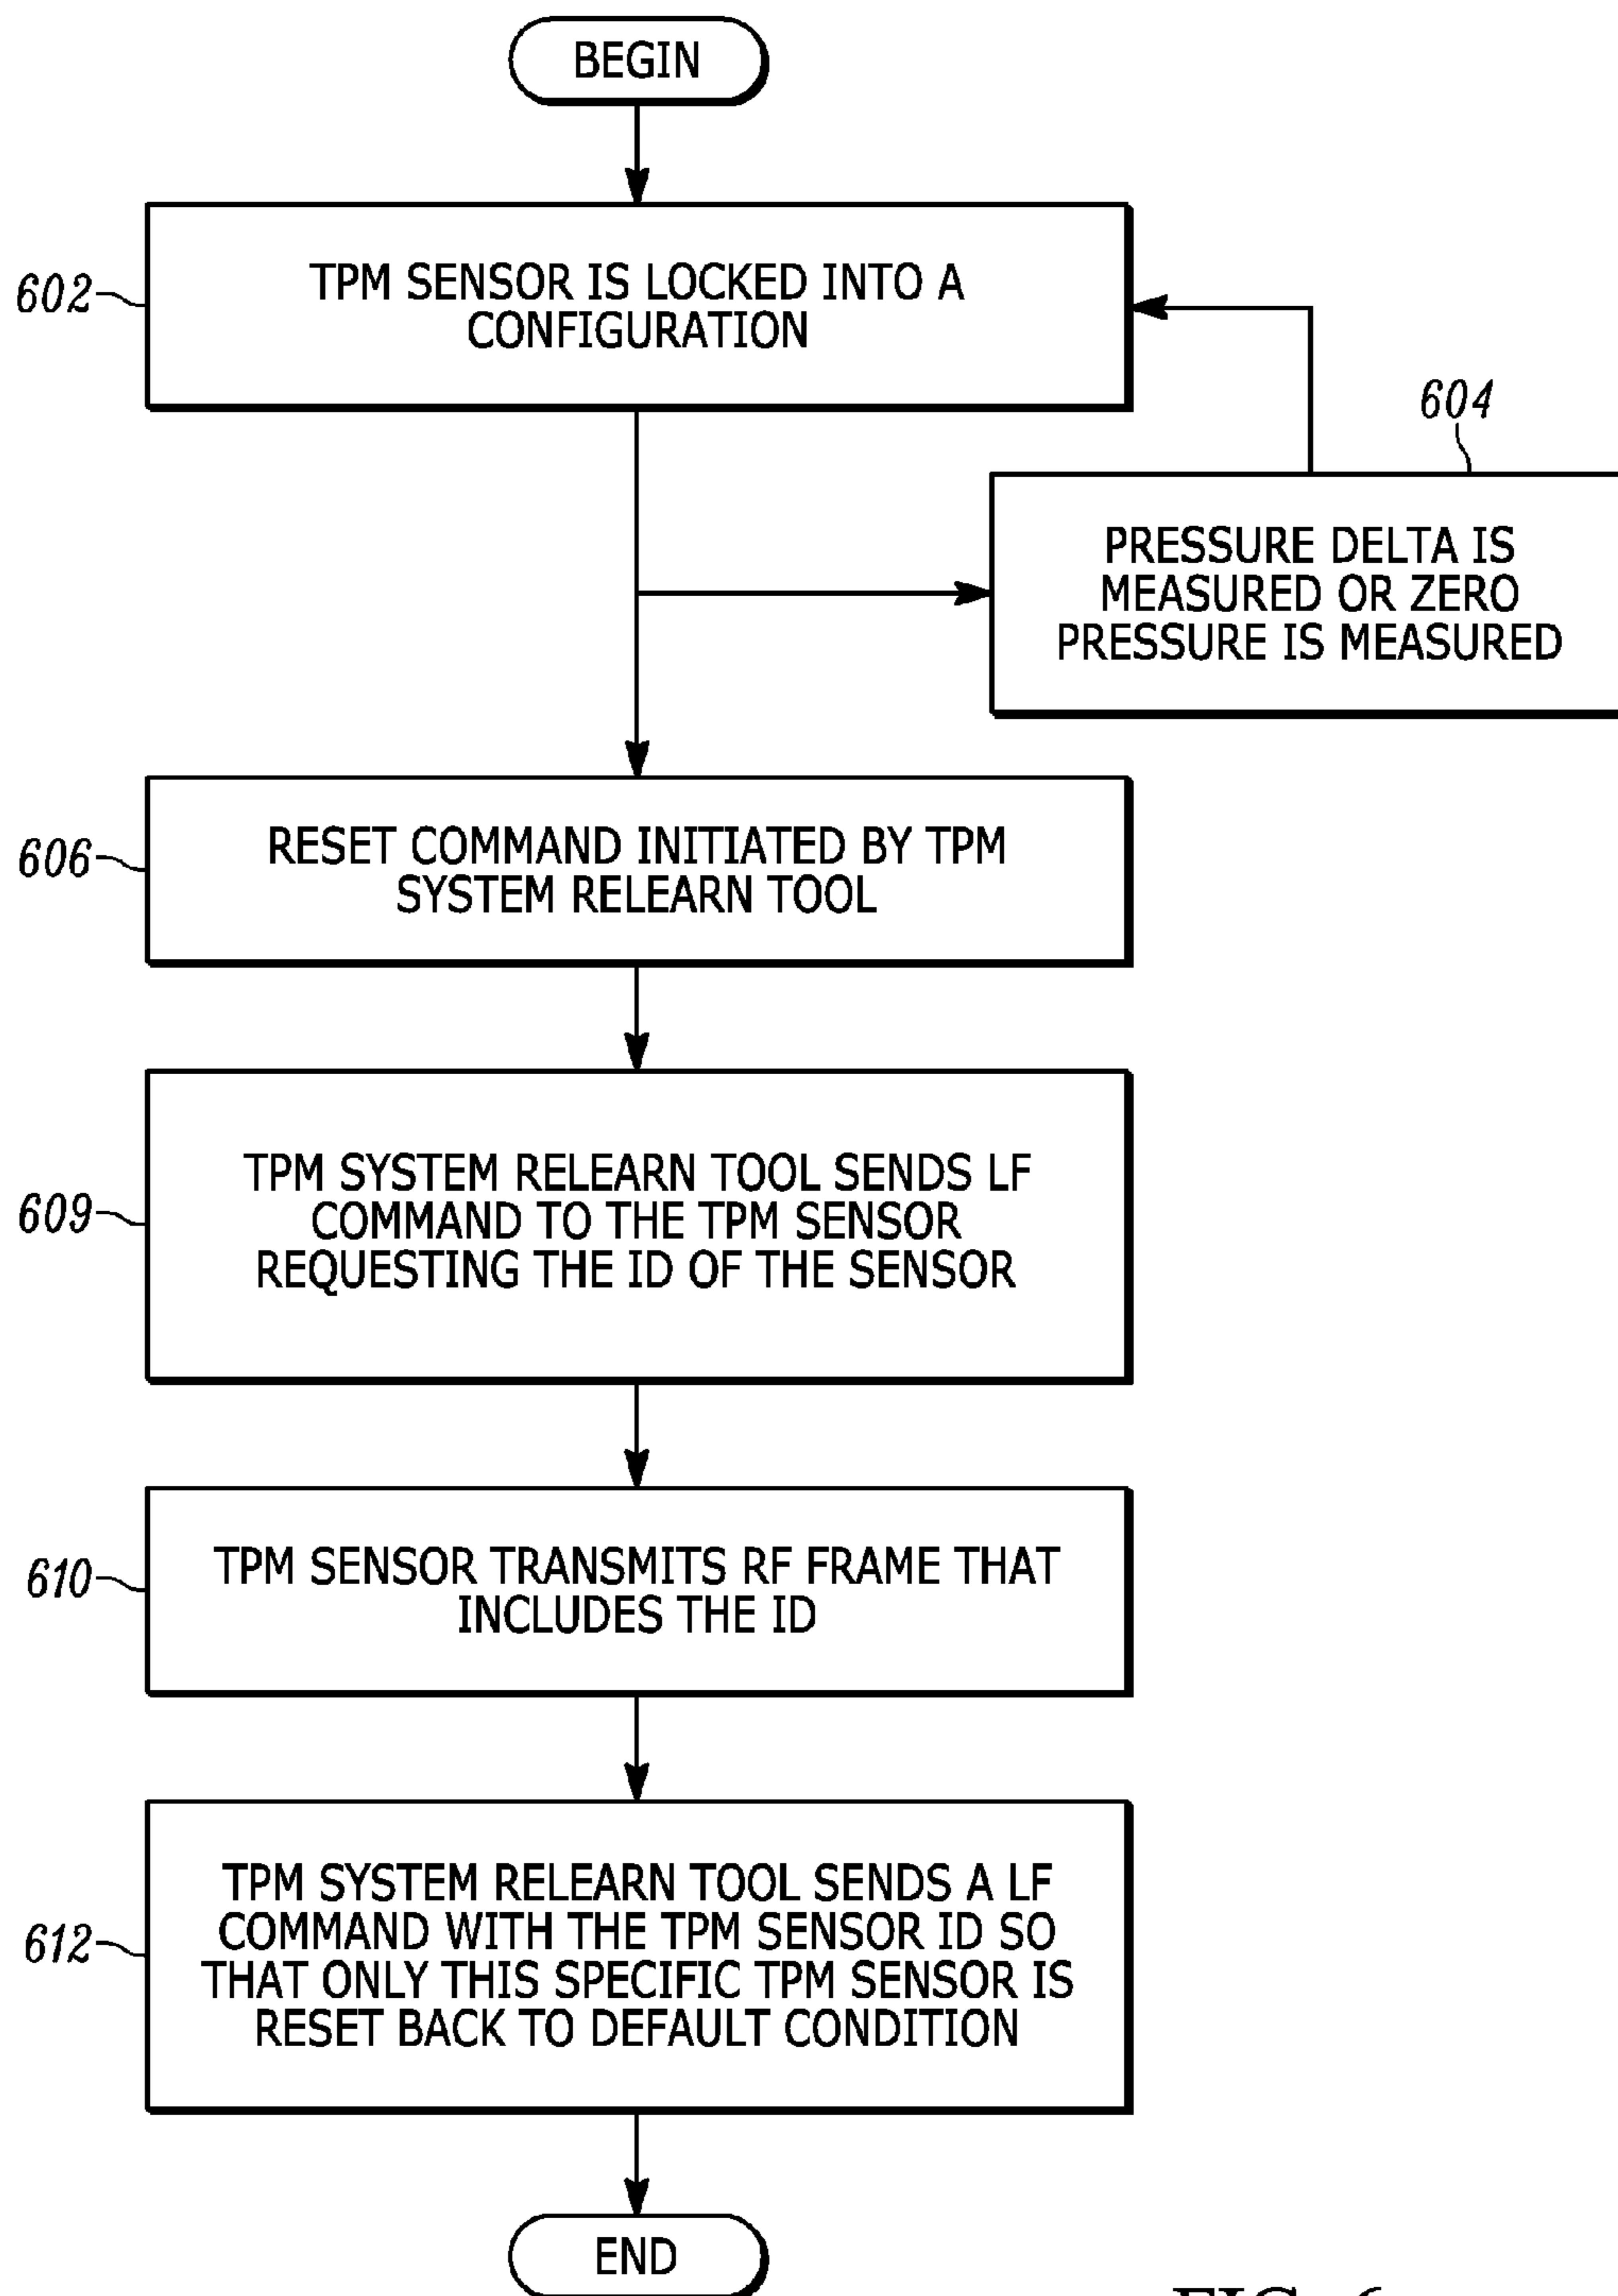 BEGIN
602
TPM SENSOR IS LOCKED INTO A
CONFIGURATION
604
PRESSURE DELTA IS
MEASURED OR ZERO
PRESSURE IS MEASURED
606
RESET COMMAND INITIATED BY TPM
SYSTEM RELEARN TOOL
609
TPM SYSTEM RELEARN TOOL SENDS LF
COMMAND TO THE TPM SENSOR
REQUESTING THE ID OF THE SENSOR
610
TPM SENSOR TRANSMITS RF FRAME THAT
INCLUDES THE ID
612
TPM SYSTEM RELEARN TOOL SENDS A LF
COMMAND WITH THE TPM SENSOR ID SO
THAT ONLY THIS SPECIFIC TPM SENSOR IS
RESET BACK TO DEFAULT CONDITION
END